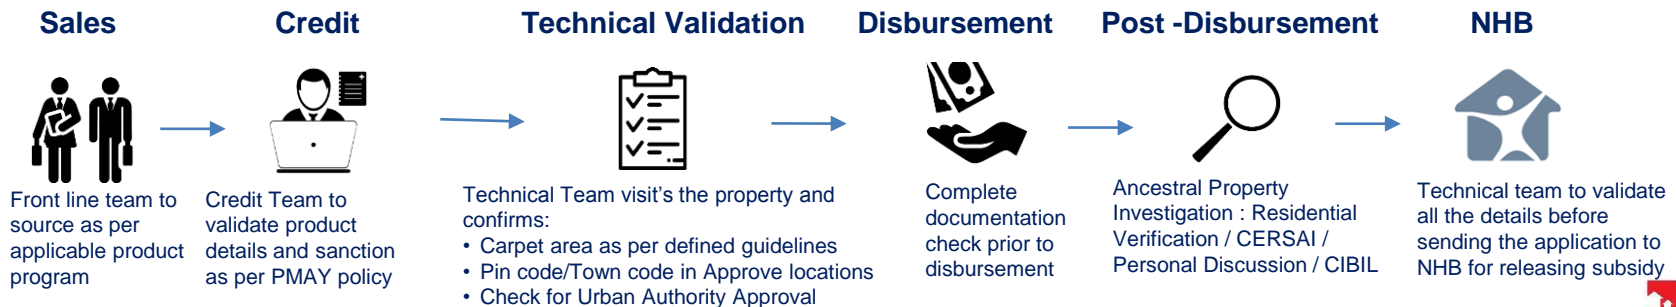 Sales
Credit
Technical Validation
Disbursement
Post -Disbursement
NHB
Front line team to
source as per
applicable product
program
Credit Team to
validate product
details and sanction
as per PMAY policy
Technical Team visit's the property and
confirms:
• Carpet area as per defined guidelines
• Pin code/Town code in Approve locations
• Check for Urban Authority Approval
Complete
documentation
check prior to
disbursement
Ancestral Property
Investigation : Residential
Verification / CERSAI /
Personal Discussion / CIBIL
Technical team to validate
all the details before
sending the application to
NHB for releasing subsidy